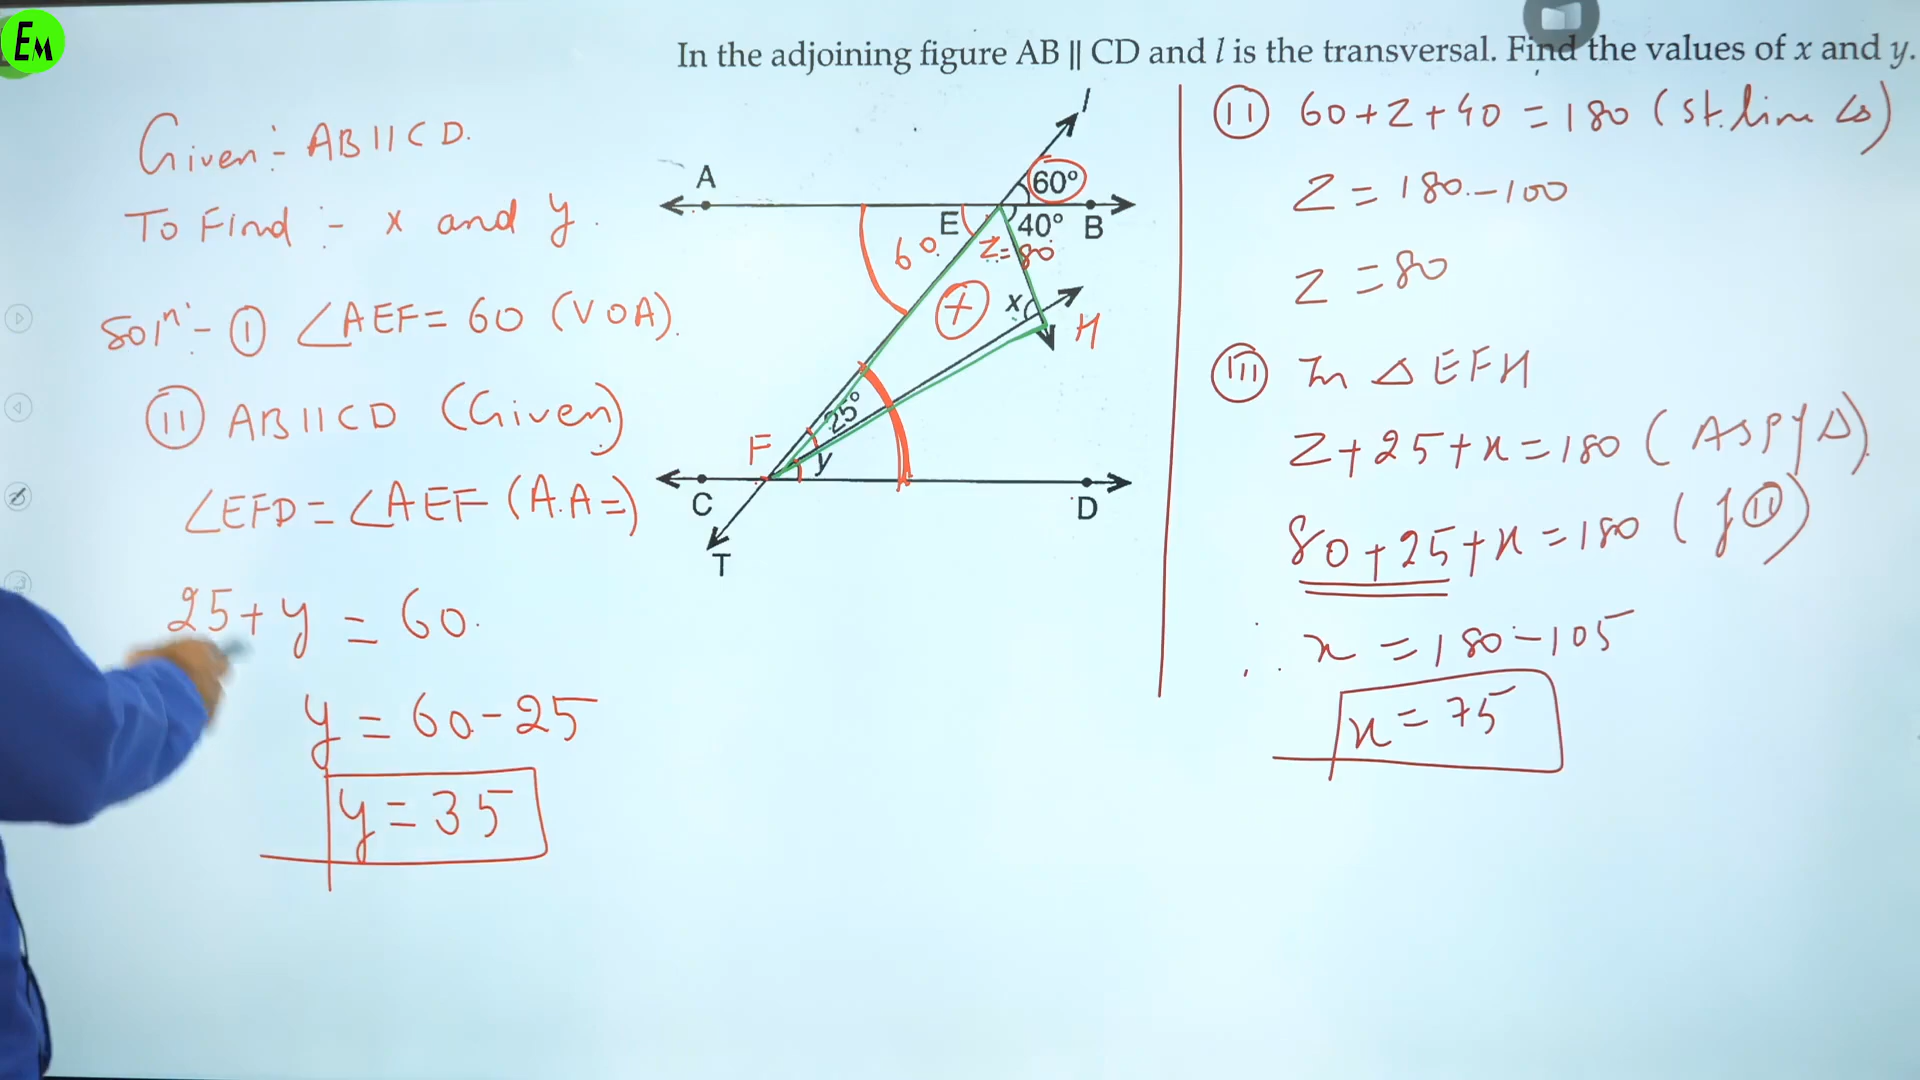 EM
In the adjoining figure AB || CD and l is the transversal. Find the values of x and y.
Given:- AB || CD.
To Find :- x and y.
Solⁿ:- (I) ∠AEF = 60 (VOA).
(II) AB || CD (Given)
∠EFD = ∠AEF (A.A=)
25 + y = 60.
y = 60 - 25
y = 35
l
A
60°
E
40°
B
60
Z=80
x
H
25°
F
y
C
D
T
(II) 60 + Z + 40 = 180 (St. line ∠s)
Z = 180 - 100
Z = 80
(III) In △ EFH
Z + 25 + x = 180 (ASP of △).
80 + 25 + x = 180 (f (II))
∴ x = 180 - 105
x = 75